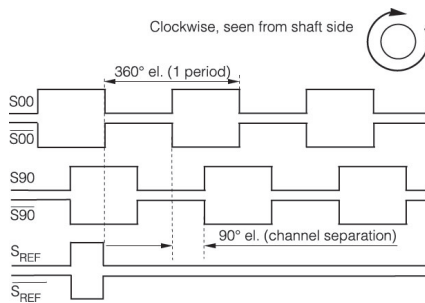 Clockwise, seen from shaft side
360° el. (1 period)
S00
S00
S90
S90
90° el. (channel separation)
SREF
SREF